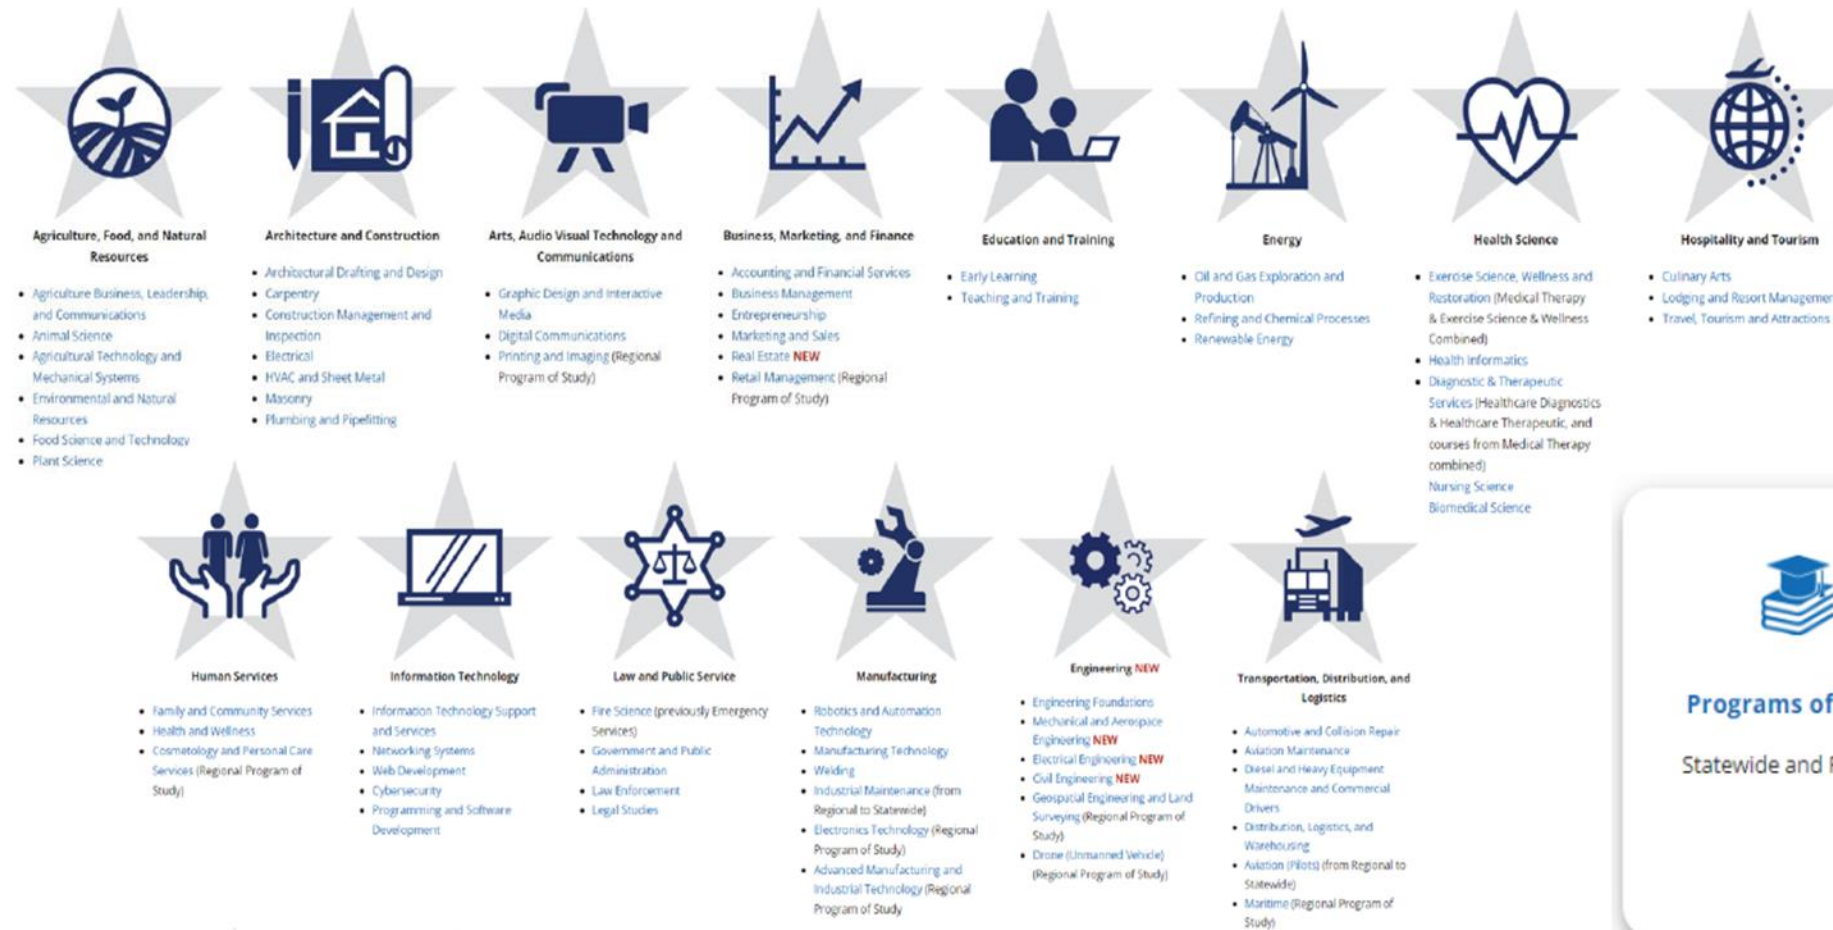 Agriculture, Food, and Natural
Resources
• Agriculture Business, Leadership,
and Communications
• Animal Science
• Agricultural Technology and
Mechanical Systems
• Environmental and Natural
Resources
• Food Science and Technology
• Plant Science
Architecture and Construction
• Architectural Drafting and Design
• Carpentry
• Construction Management and
Inspection
• Electrical
• HVAC and Sheet Metal
• Masonry
• Plumbing and Pipefitting
Arts, Audio Visual Technology and
Communications
• Graphic Design and Interactive
Media
• Digital Communications
• Printing and Imaging (Regional
Program of Study)
Business, Marketing, and Finance
• Accounting and Financial Services
• Business Management
• Entrepreneurship
• Marketing and Sales
• Real Estate NEW
• Retail Management (Regional
Program of Study)
Education and Training
• Early Learning
• Teaching and Training
Energy
• Oil and Gas Exploration and
Production
• Refining and Chemical Processes
• Renewable Energy
Health Science
• Exercise Science, Wellness and
Restoration (Medical Therapy
& Exercise Science & Wellness
Combined)
• Health Informatics
• Diagnostic & Therapeutic
Services (Healthcare Diagnostics
& Healthcare Therapeutic, and
courses from Medical Therapy
combined)
Nursing Science
Biomedical Science
Hospitality and Tourism
• Culinary Arts
• Lodging and Resort Managemen
• Travel, Tourism and Attractions
Human Services
• Family and Community Services
• Health and Wellness
• Cosmetology and Personal Care
Services (Regional Program of
Study)
Information Technology
• Information Technology Support
and Services
• Networking Systems
• Web Development
• Cybersecurity
• Programming and Software
Development
Law and Public Service
• Fire Science (previously Emergency
Services)
• Government and Public
Administration
• Law Enforcement
• Legal Studies
Manufacturing
• Robotics and Automation
Technology
• Manufacturing Technology
• Welding
• Industrial Maintenance (from
Regional to Statewide)
• Electronics Technology (Regional
Program of Study)
• Advanced Manufacturing and
Industrial Technology (Regional
Program of Study
Engineering NEW
• Engineering Foundations
• Mechanical and Aerospace
Engineering NEW
• Electrical Engineering NEW
• Civil Engineering NEW
• Geospatial Engineering and Land
Surveying (Regional Program of
Study)
• Drone (Unmanned Vehicle)
(Regional Program of Study)
Transportation, Distribution, and
Logistics
• Automotive and Collision Repair
• Aviation Maintenance
• Diesel and Heavy Equipment
Maintenance and Commercial
Drivers
• Distribution, Logistics, and
Warehousing
• Aviation (Pilots) (from Regional to
Statewide)
• Maritime (Regional Program of
Study)
Programs of
Statewide and